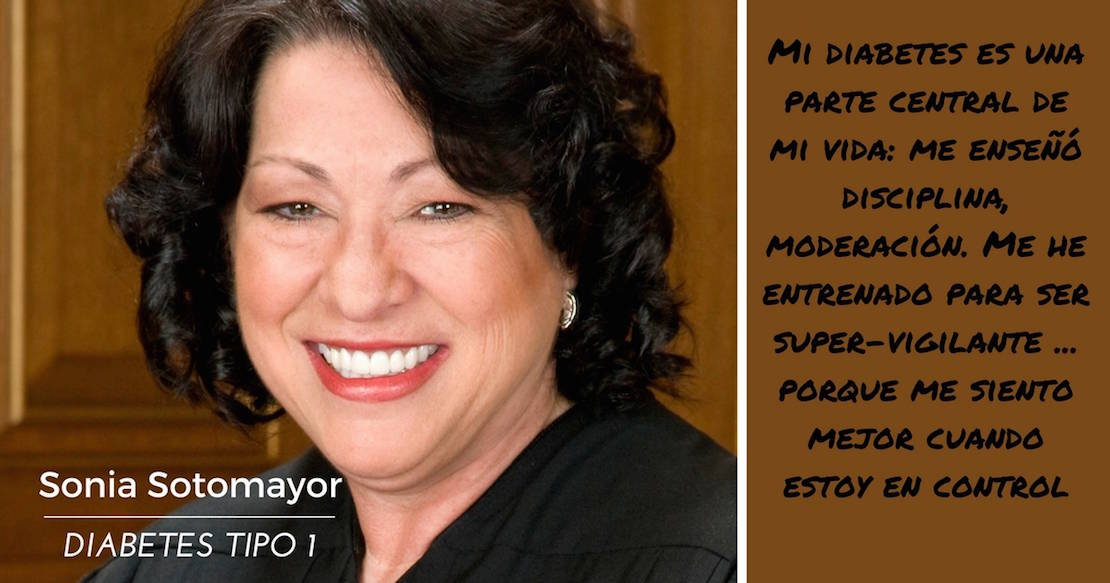 Sonia Sotomayor
DIABETES TIPO 1
MI DIABETES ES UNA
PARTE CENTRAL DE
MI VIDA: ME ENSEÑÓ
DISCIPLINA,
MODERACIÓN. ME HE
ENTRENADO PARA SER
SUPER-VIGILANTE ...
PORQUE ME SIENTO
MEJOR CUANDO
ESTOY EN CONTROL